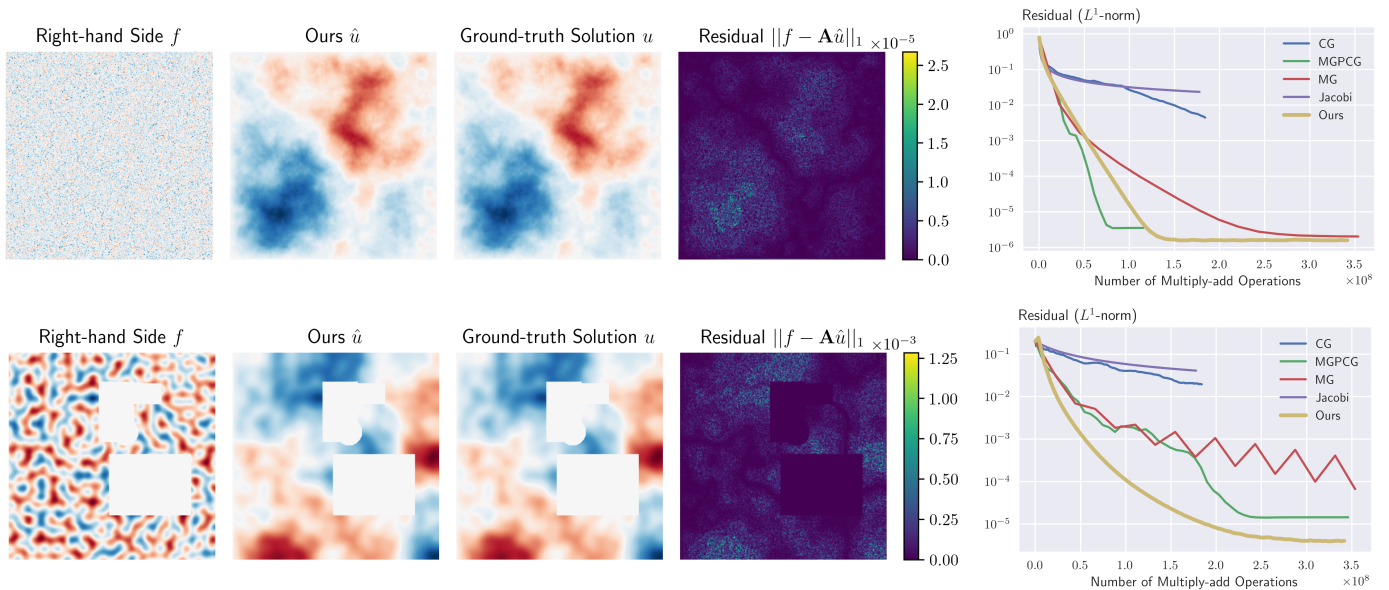 Right-hand Side f
Ours û
Ground-truth Solution u
Residual ||f − Aû||₁
×10⁻⁵
2.5
2.0
1.5
1.0
0.5
0.0
Residual (L¹-norm)
10⁰
10⁻¹
10⁻²
10⁻³
10⁻⁴
10⁻⁵
10⁻⁶
CG
MGPCG
MG
Jacobi
Ours
0.0 0.5 1.0 1.5 2.0 2.5 3.0 3.5
Number of Multiply-add Operations
×10⁸
Right-hand Side f
Ours û
Ground-truth Solution u
Residual ||f − Aû||₁
×10⁻³
1.25
1.00
0.75
0.50
0.25
0.00
Residual (L¹-norm)
10⁻¹
10⁻²
10⁻³
10⁻⁴
10⁻⁵
CG
MGPCG
MG
Jacobi
Ours
0.0 0.5 1.0 1.5 2.0 2.5 3.0 3.5
Number of Multiply-add Operations
×10⁸